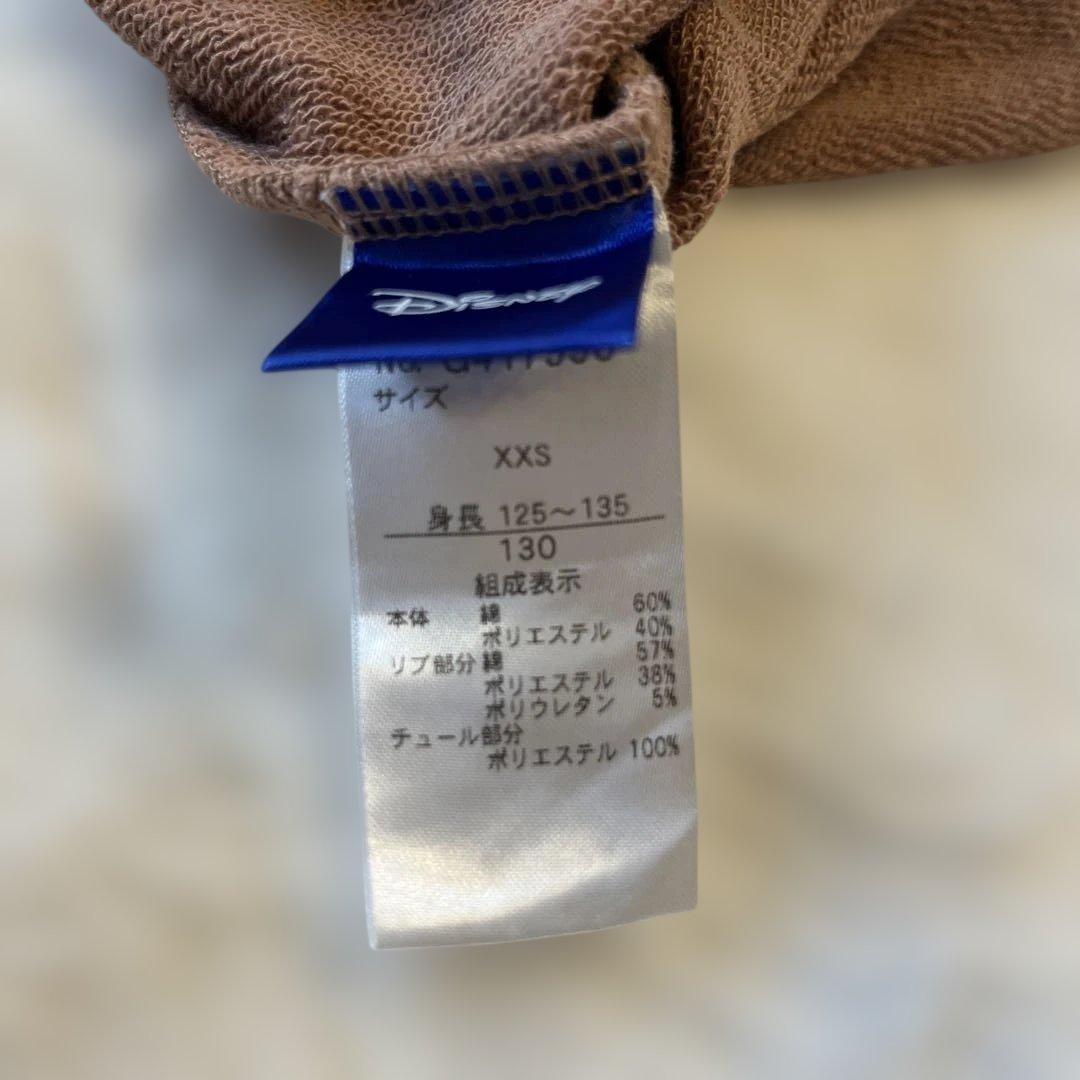 Disney
サイズ
XXS
身長 125〜135
130
組成表示
本体 綿 60%
ポリエステル 40%
リブ部分 綿 57%
ポリエステル 38%
ポリウレタン 5%
チュール部分
ポリエステル 100%